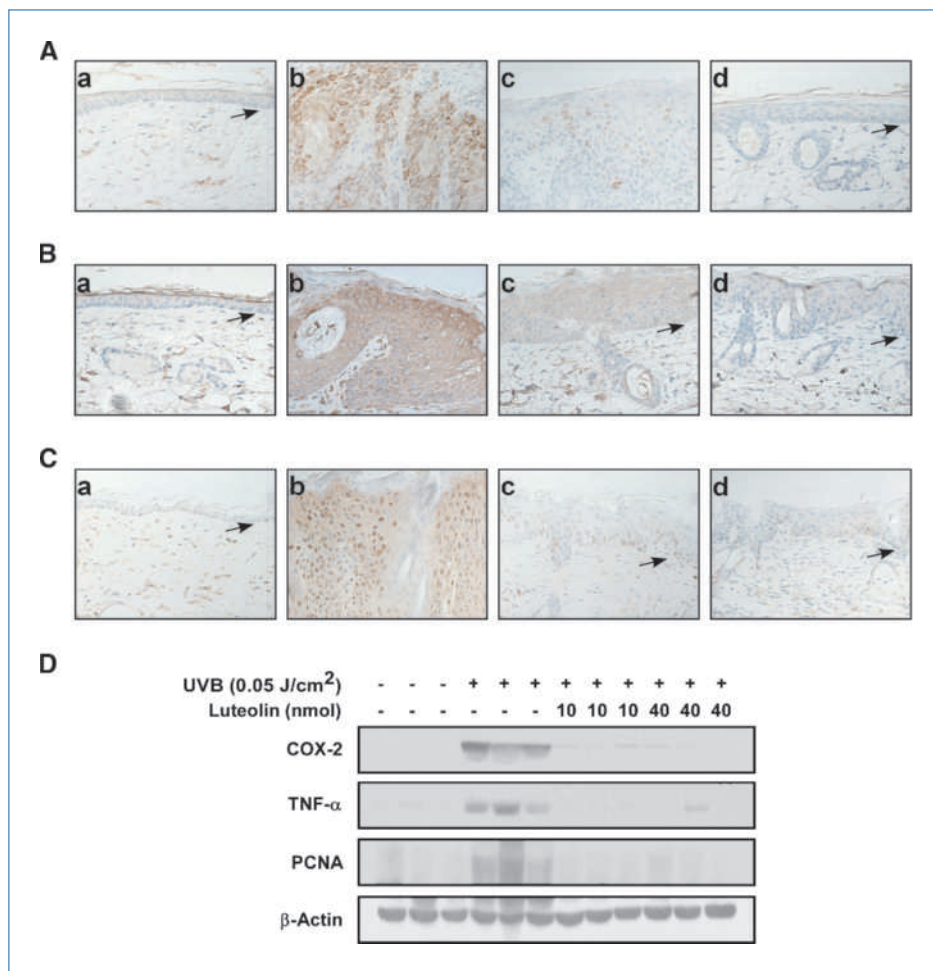 A
a b c d
B
a b c d
C
a b c d
D
UVB (0.05 J/cm²) - - - + + + + + + + + +
Luteolin (nmol) - - - - - - 10 10 10 40 40 40
COX-2
TNF-α
PCNA
β-Actin